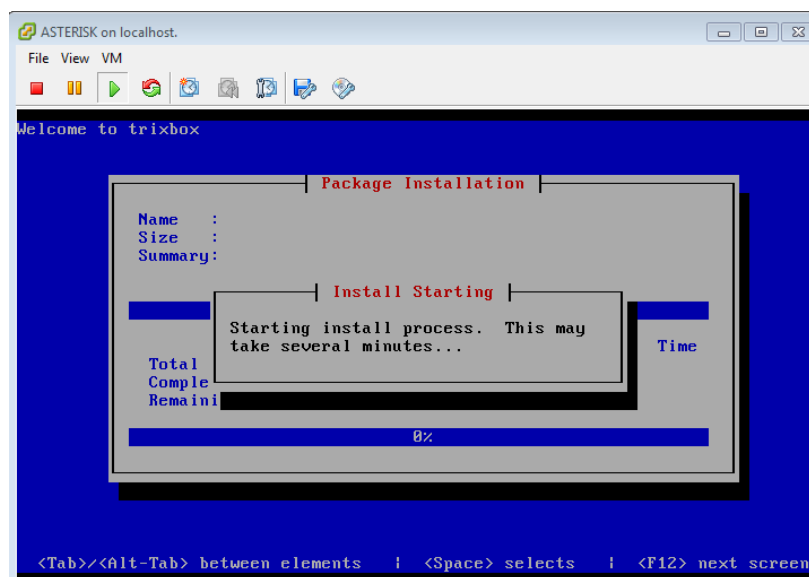 ASTERISK on localhost.
File View VM
Welcome to trixbox
Package Installation
Name :
Size :
Summary:
Install Starting
Starting install process. This may
take several minutes...
Time
Total
Comple
Remaini
0%
<Tab>/<Alt-Tab> between elements | <Space> selects | <F12> next screen